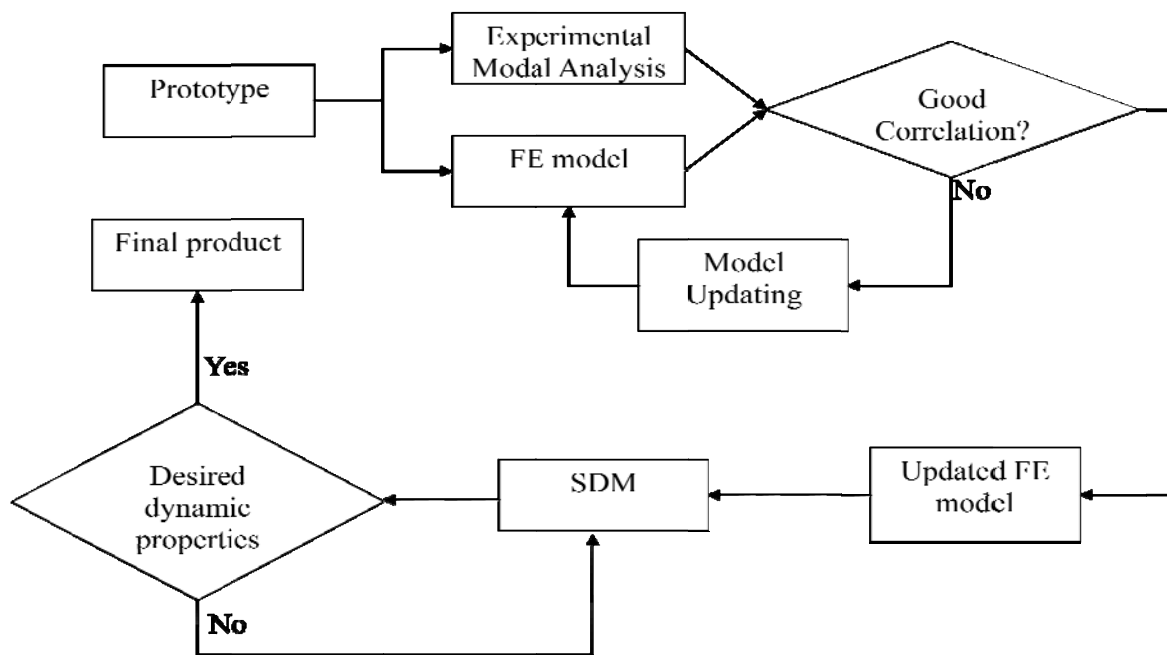 Prototype
Experimental
Modal Analysis
FE model
Good
Correlation?
No
Model
Updating
Final product
Yes
Desired
dynamic
properties
No
SDM
Updated FE
model